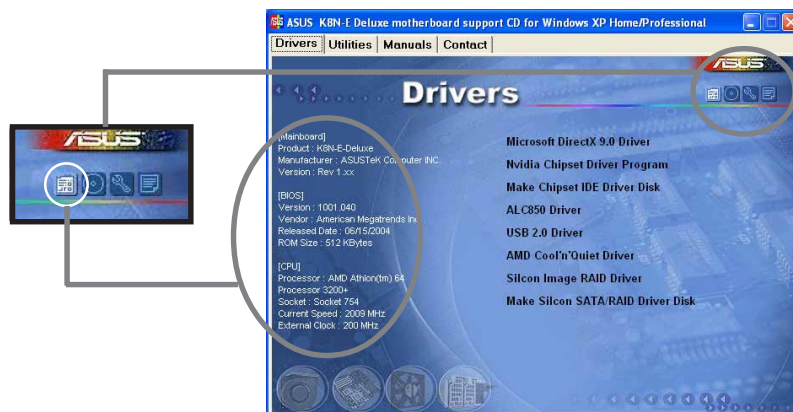 ASUS K8N-E Deluxe motherboard support CD for Windows XP Home/Professional
Drivers Utilities Manuals Contact
ASUS
Drivers
ASUS
[Mainboard]
Product : K8N-E-Deluxe
Manufacturer : ASUSTeK Computer INC.
Version : Rev 1.xx
[BIOS]
Version : 1001.040
Vendor : American Megatrends Inc
Released Date : 06/15/2004
ROM Size : 512 KBytes
[CPU]
Processor : AMD Athlon(tm) 64
Processor 3200+
Socket : Socket 754
Current Speed : 2009 MHz
External Clock : 200 MHz
Microsoft DirectX 9.0 Driver
Nvidia Chipset Driver Program
Make Chipset IDE Driver Disk
ALC850 Driver
USB 2.0 Driver
AMD Cool'n'Quiet Driver
Silcon Image RAID Driver
Make Silcon SATA/RAID Driver Disk